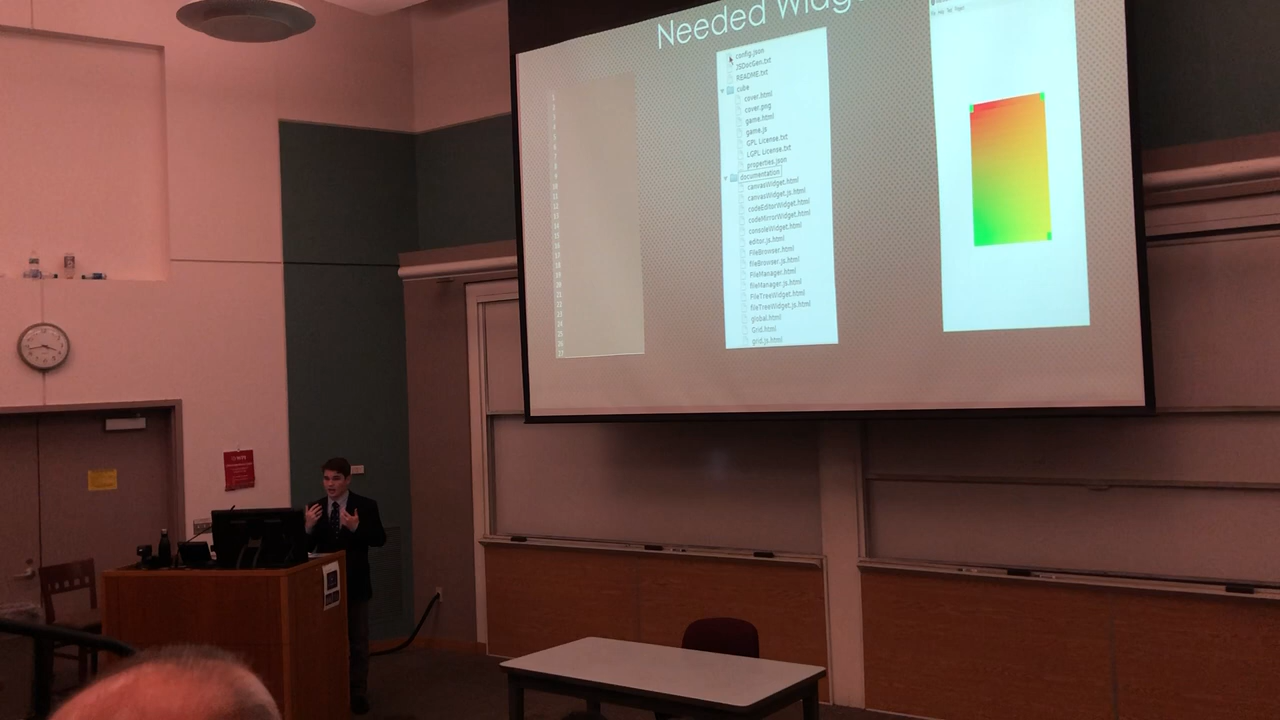 Needed Widge
config.json
JSDocGen.txt
README.txt
cube
cover.html
cover.png
game.html
game.js
GPL License.txt
LGPL License.txt
properties.json
documentation
canvasWidget.html
canvasWidget.js.html
codeEditorWidget.html
codeMirrorWidget.html
consoleWidget.html
editor.js.html
FileBrowser.html
fileBrowser.js.html
FileManager.html
fileManager.js.html
FileTreeWidget.html
fileTreeWidget.js.html
global.html
Grid.html
grid.js.html